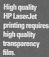 High quality
HP LaserJet
printing requires
high quality
transparency
film.